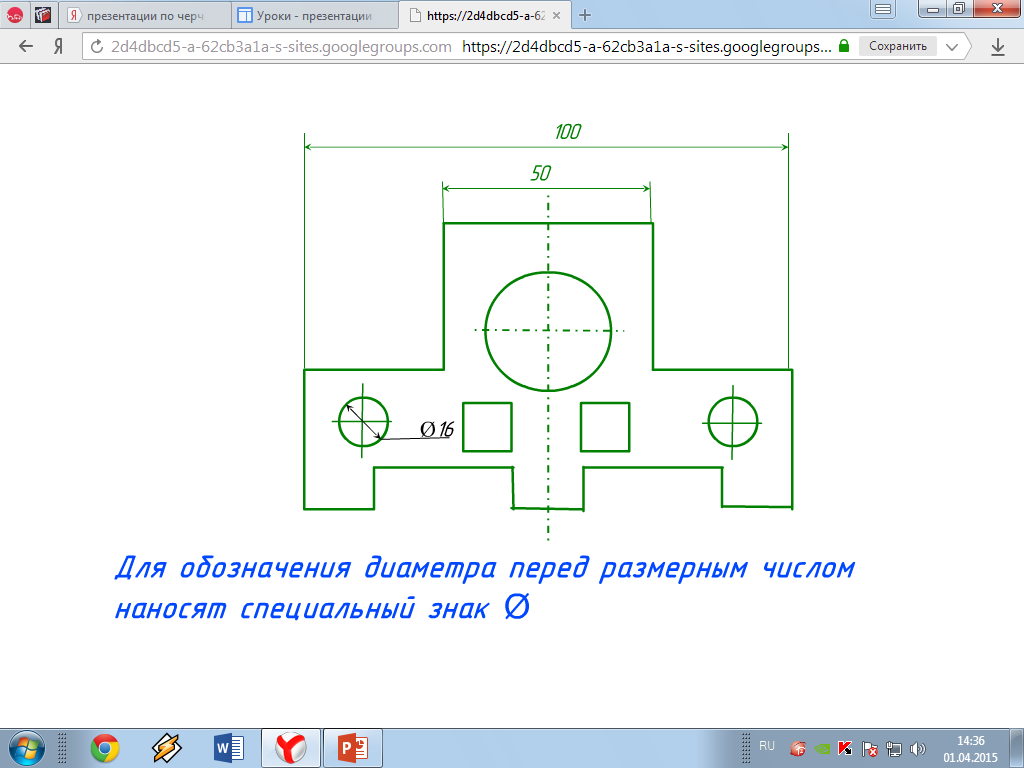 презентации по черч
Уроки - презентации
https://2d4dbcd5-a-62
2d4dbcd5-a-62cb3a1a-s-sites.googlegroups.com https://2d4dbcd5-a-62cb3a1a-s-sites.googlegroups... Сохранить
100
50
Ø 16
Для обозначения диаметра перед размерным числом
наносят специальный знак Ø
RU
14:36
01.04.2015